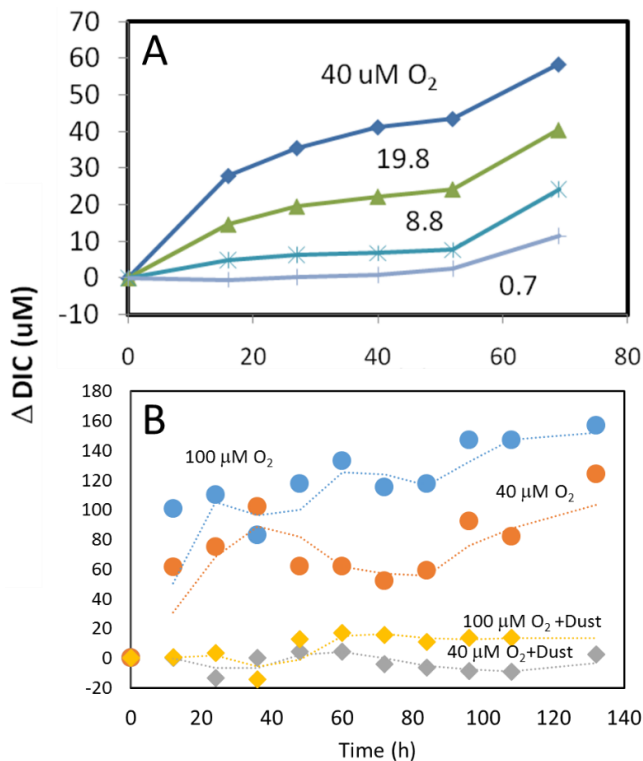 Δ DIC (uM)
A
70
60
50
40
30
20
10
0
-10
40 uM O₂
19.8
8.8
0.7
0 20 40 60 80
B
180
160
140
120
100
80
60
40
20
0
-20
100 μM O₂
40 μM O₂
100 μM O₂ +Dust
40 μM O₂+Dust
0 20 40 60 80 100 120 140
Time (h)